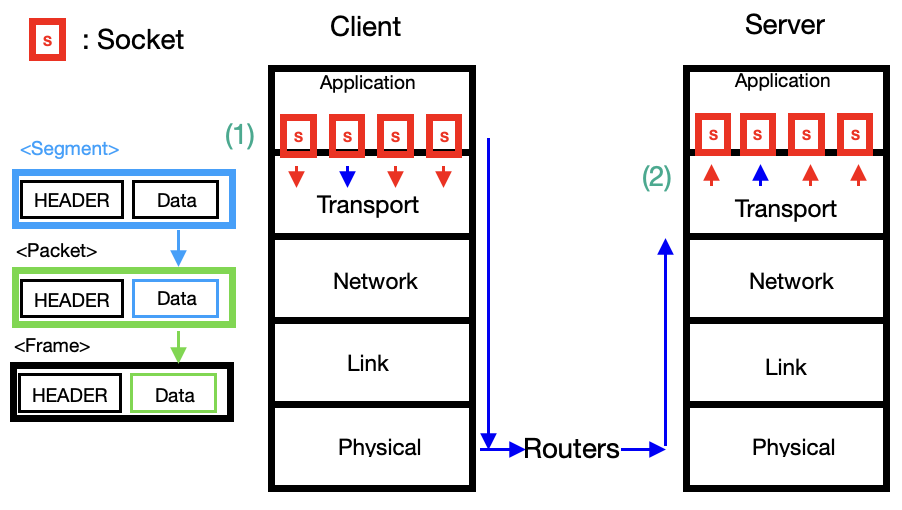 s : Socket
Client
Server
Application
Application
(1)
s s s s
s s s s
<Segment>
HEADER Data
(2)
Transport
Transport
<Packet>
HEADER Data
Network
Network
<Frame>
HEADER Data
Link
Link
Physical
Routers
Physical